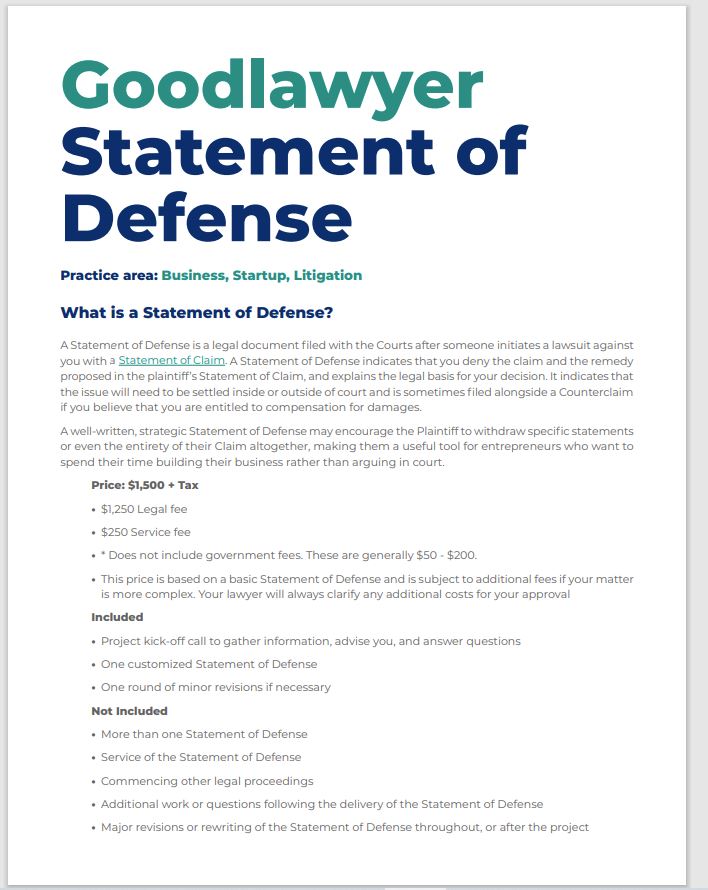 Goodlawyer
Statement of
Defense
Practice area: Business, Startup, Litigation
What is a Statement of Defense?
A Statement of Defense is a legal document filed with the Courts after someone initiates a lawsuit against
you with a Statement of Claim. A Statement of Defense indicates that you deny the claim and the remedy
proposed in the plaintiff's Statement of Claim, and explains the legal basis for your decision. It indicates that
the issue will need to be settled inside or outside of court and is sometimes filed alongside a Counterclaim
if you believe that you are entitled to compensation for damages.
A well-written, strategic Statement of Defense may encourage the Plaintiff to withdraw specific statements
or even the entirety of their Claim altogether, making them a useful tool for entrepreneurs who want to
spend their time building their business rather than arguing in court.
Price: $1,500 + Tax
• $1,250 Legal fee
• $250 Service fee
• * Does not include government fees. These are generally $50 - $200.
• This price is based on a basic Statement of Defense and is subject to additional fees if your matter
is more complex. Your lawyer will always clarify any additional costs for your approval
Included
• Project kick-off call to gather information, advise you, and answer questions
• One customized Statement of Defense
• One round of minor revisions if necessary
Not Included
• More than one Statement of Defense
• Service of the Statement of Defense
• Commencing other legal proceedings
• Additional work or questions following the delivery of the Statement of Defense
• Major revisions or rewriting of the Statement of Defense throughout, or after the project